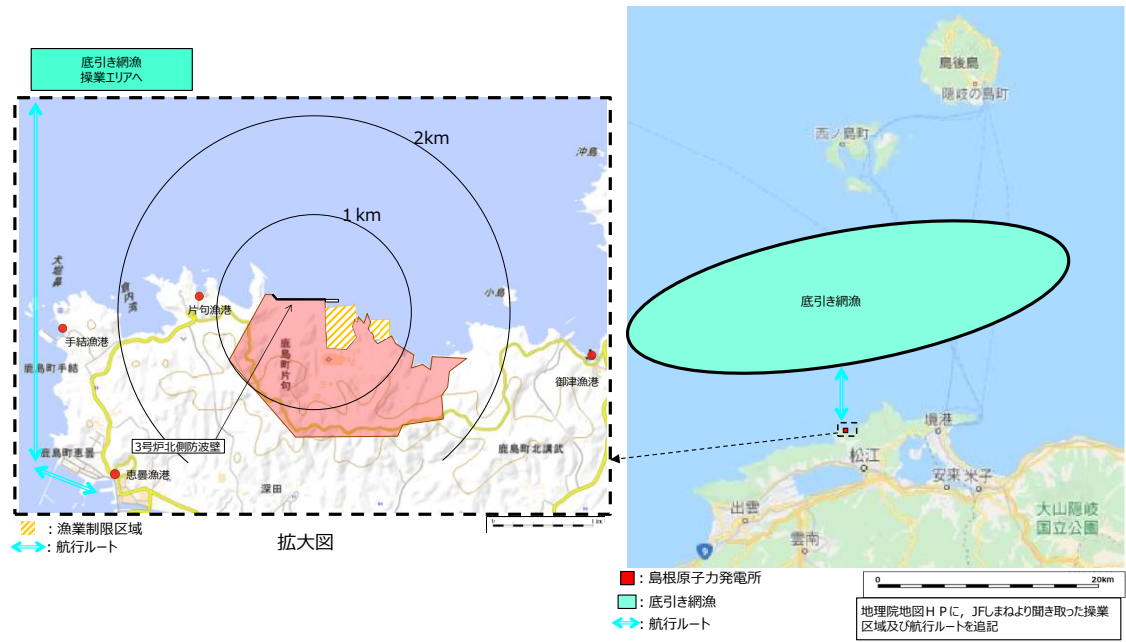 底引き網漁
操業エリアへ
2km
1km
沖島
犬堀鼻
倉内湾
片句漁港
手結漁港
小島
鹿島町手結
鹿島町片句
御津漁港
3号炉北側防波壁
鹿島町恵曇
恵曇漁港
深田
鹿島町北講武
：漁業制限区域
：航行ルート
拡大図
島後島
隠岐の島町
西ノ島町
底引き網漁
境港
松江
安来
米子
出雲
雲南
大山隠岐
国立公園
9
：島根原子力発電所
：底引き網漁
：航行ルート
0
20km
地理院地図ＨＰに，JFしまねより聞き取った操業
区域及び航行ルートを追記